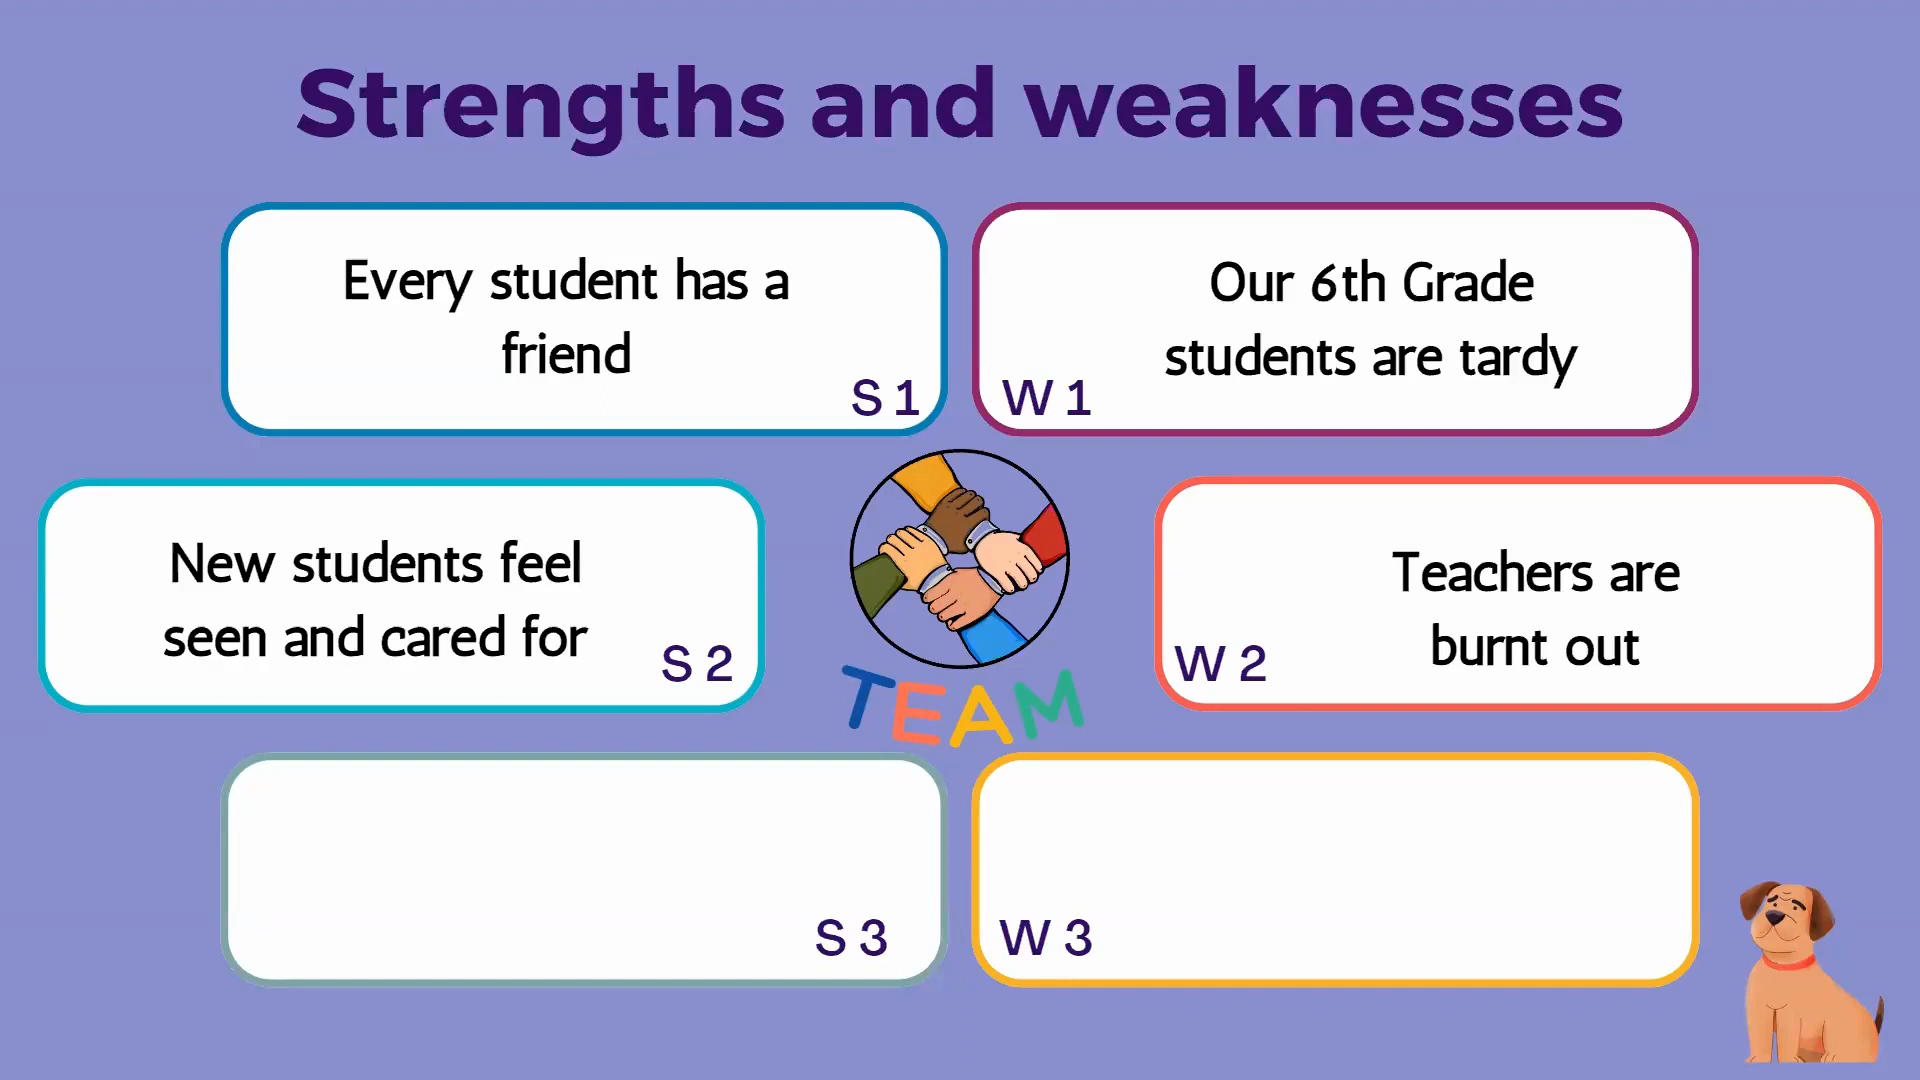 Strengths and weaknesses
Every student has a
friend
S 1
Our 6th Grade
students are tardy
W 1
New students feel
seen and cared for
S 2
TEAM
Teachers are
burnt out
W 2
S 3
W 3